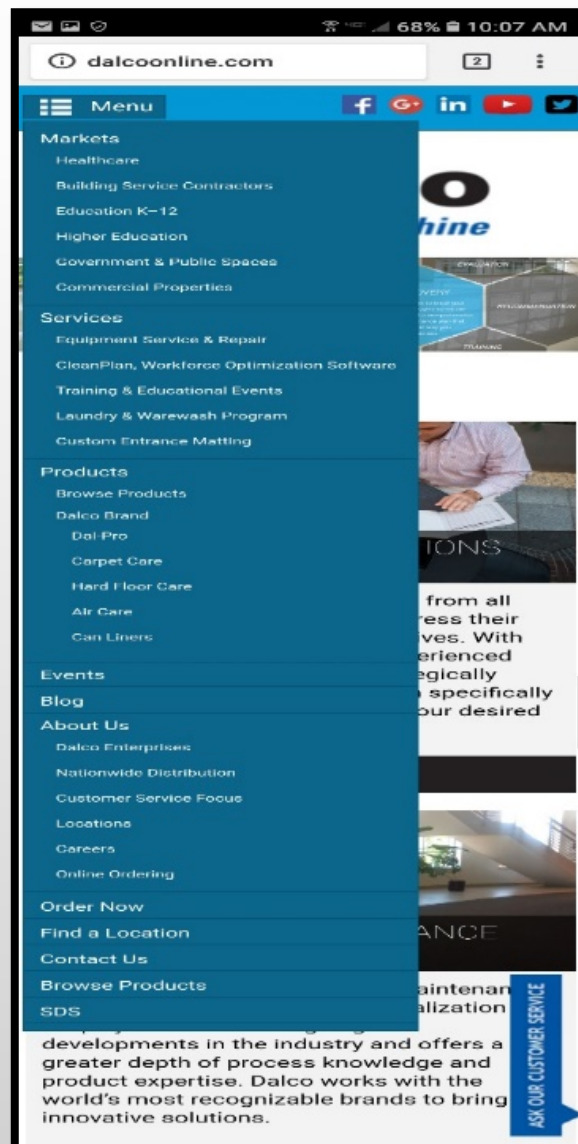 68% 10:07 AM
dalcoonline.com
2
Menu
f G+ in
Markets
Healthcare
Building Service Contractors
Education K–12
Higher Education
Government & Public Spaces
Commercial Properties
Services
Equipment Service & Repair
CleanPlan, Workforce Optimization Software
Training & Educational Events
Laundry & Warewash Program
Custom Entrance Matting
Products
Browse Products
Dalco Brand
Dal-Pro
Carpet Care
Hard Floor Care
Air Care
Can Liners
Events
Blog
About Us
Dalco Enterprises
Nationwide Distribution
Customer Service Focus
Locations
Careers
Online Ordering
Order Now
Find a Location
Contact Us
Browse Products
SDS
O
hine
EVALUATION
OVERY
TRAINING
IONS
from all
ress their
ives. With
erienced
egically
specifically
our desired
ANCE
aintenan
alization
developments in the industry and offers a
greater depth of process knowledge and
product expertise. Dalco works with the
world's most recognizable brands to bring
innovative solutions.
ASK OUR CUSTOMER SERVICE